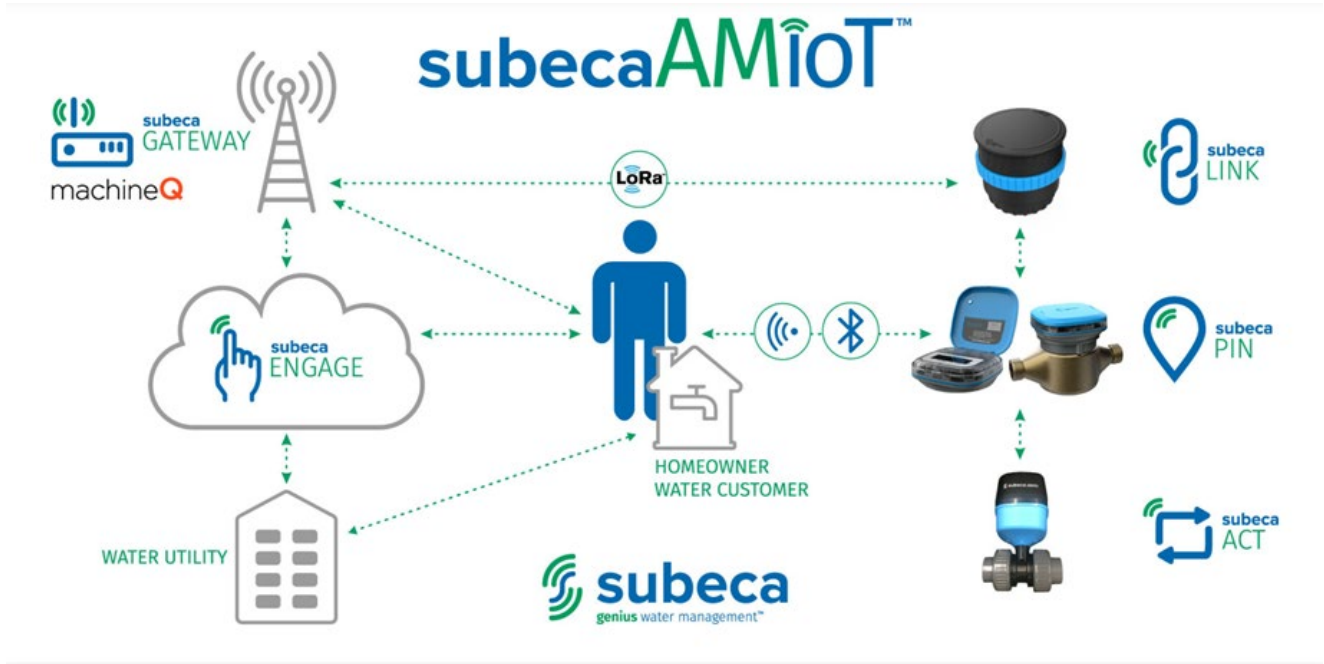 subecaAMIoT™
subeca
GATEWAY
machineQ
LoRa
subeca
LINK
subeca
ENGAGE
subeca
PIN
HOMEOWNER
WATER CUSTOMER
WATER UTILITY
subeca
ACT
subeca
genius water management™